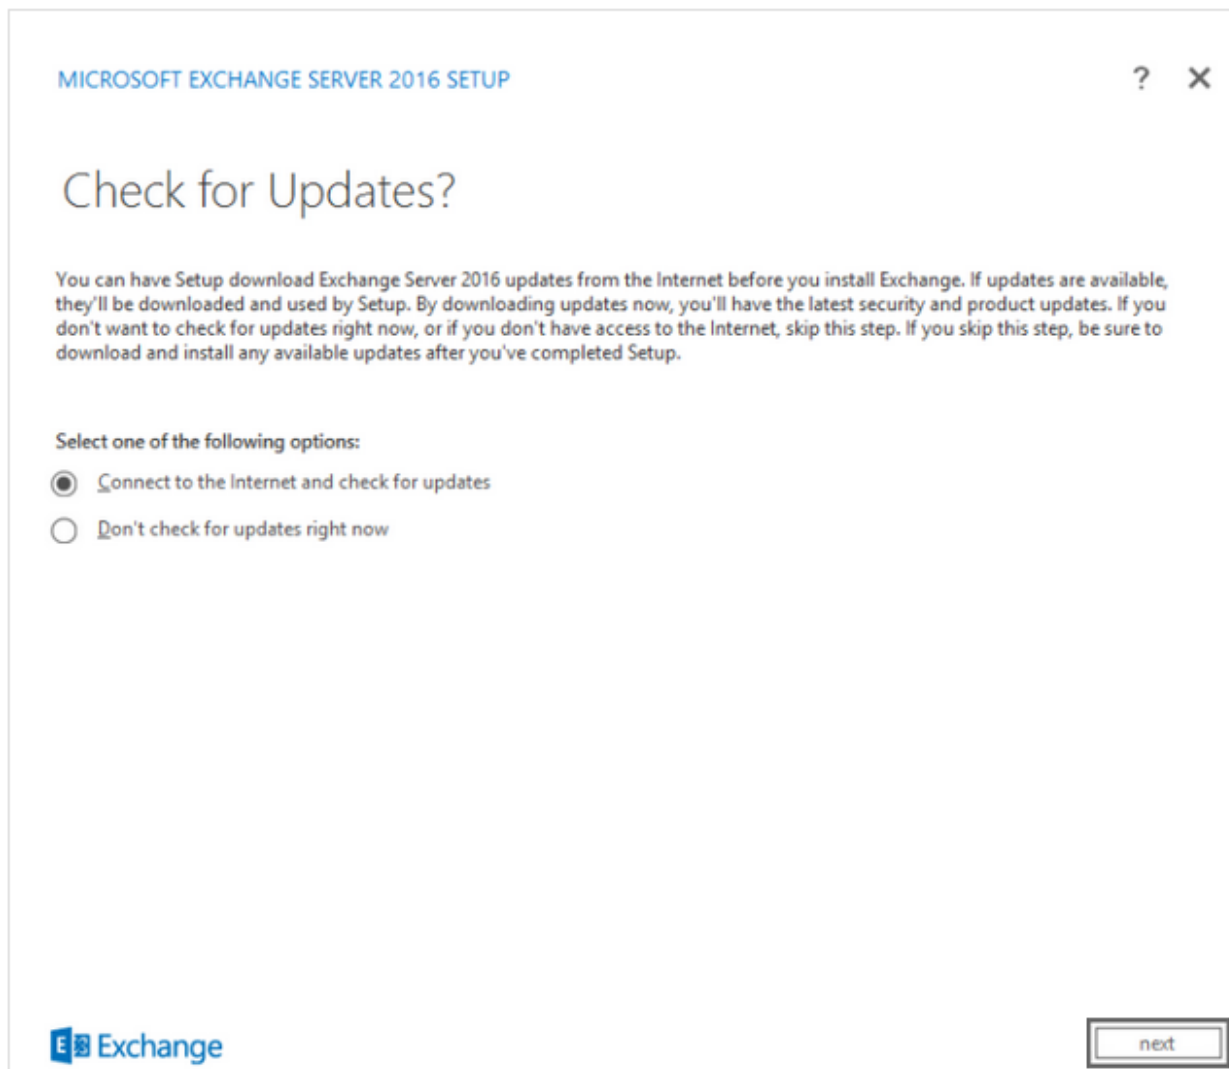 MICROSOFT EXCHANGE SERVER 2016 SETUP
?
Check for Updates?
You can have Setup download Exchange Server 2016 updates from the Internet before you install Exchange. If updates are available,
they'll be downloaded and used by Setup. By downloading updates now, you'll have the latest security and product updates. If you
don't want to check for updates right now, or if you don't have access to the Internet, skip this step. If you skip this step, be sure to
download and install any available updates after you've completed Setup.
Select one of the following options:
Connect to the Internet and check for updates
Don't check for updates right now
E Exchange
next